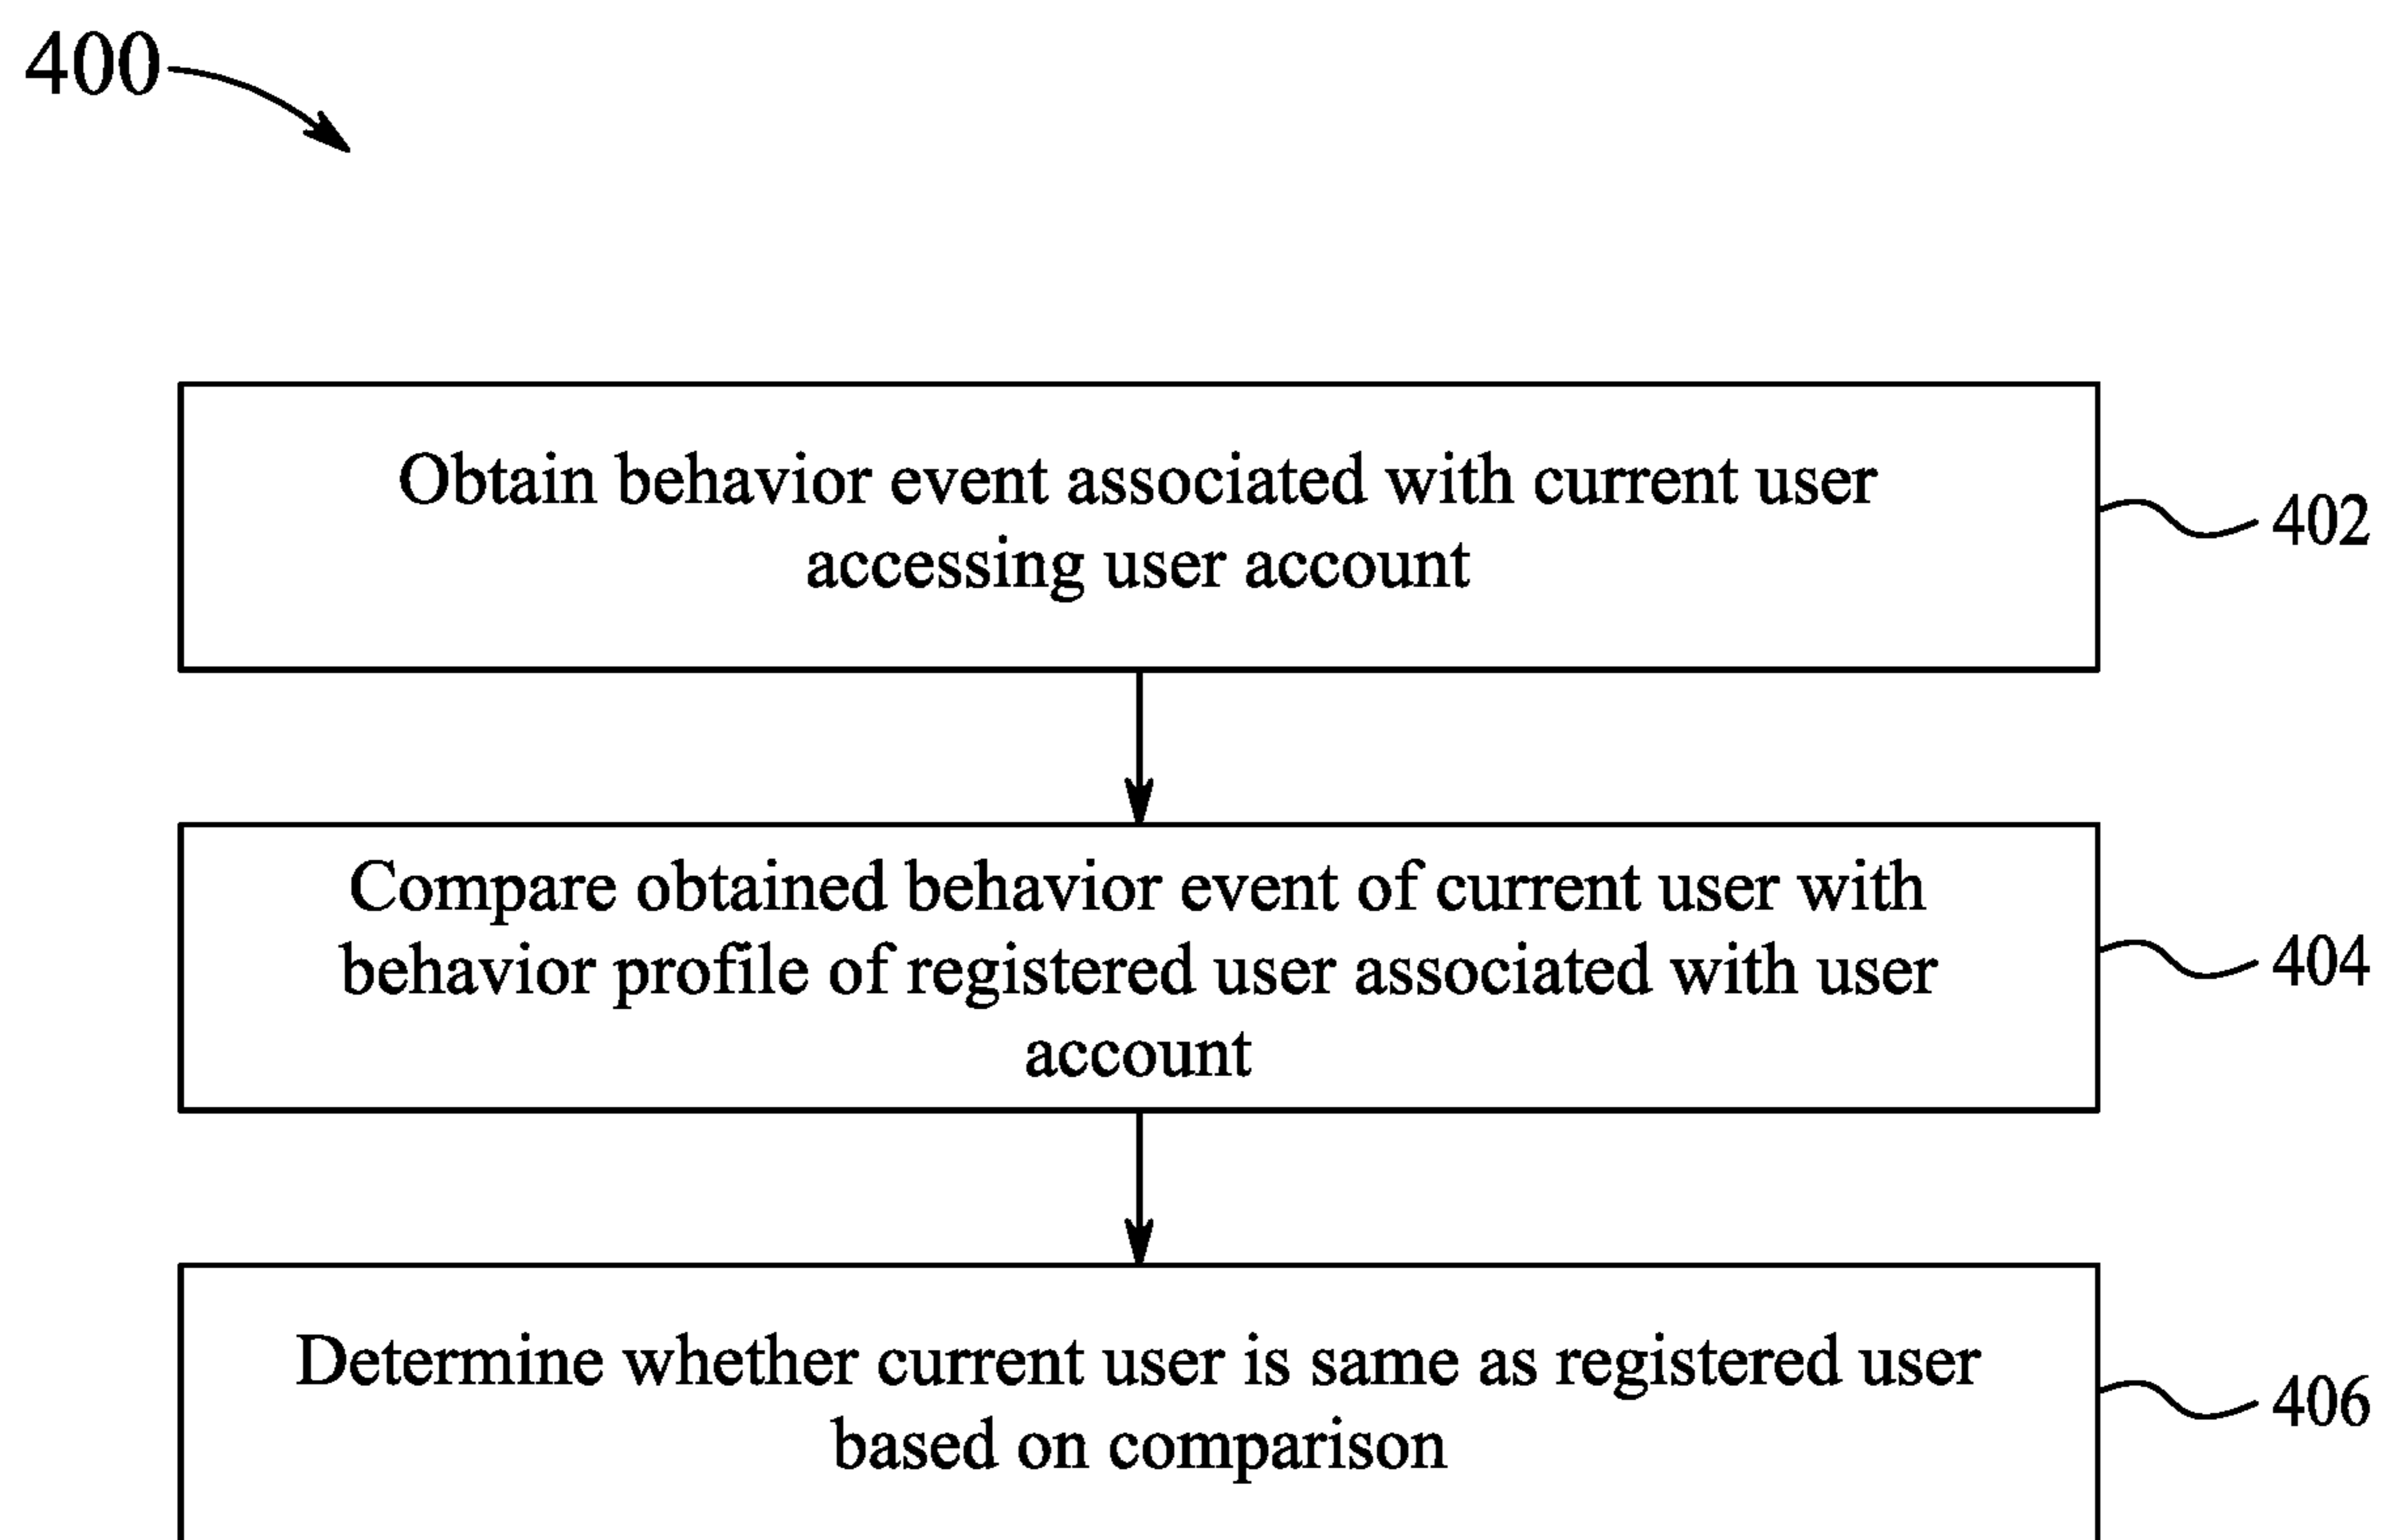 400
Obtain behavior event associated with current user
accessing user account
402
Compare obtained behavior event of current user with
behavior profile of registered user associated with user
account
404
Determine whether current user is same as registered user
based on comparison
406